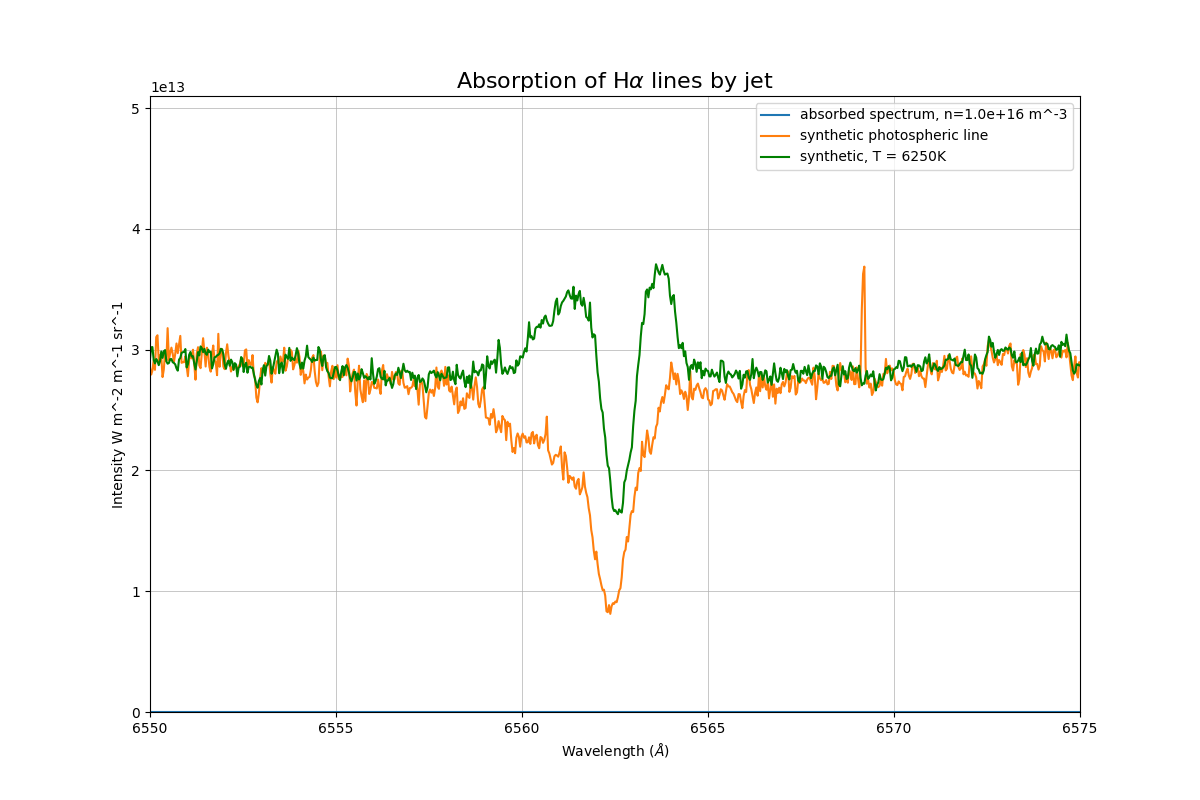 Absorption of Hα lines by jet
1e13
absorbed spectrum, n=1.0e+16 m^-3
synthetic photospheric line
synthetic, T = 6250K
5
4
3
2
1
0
Intensity W m^-2 m^-1 sr^-1
6550 6555 6560 6565 6570 6575
Wavelength (Å)